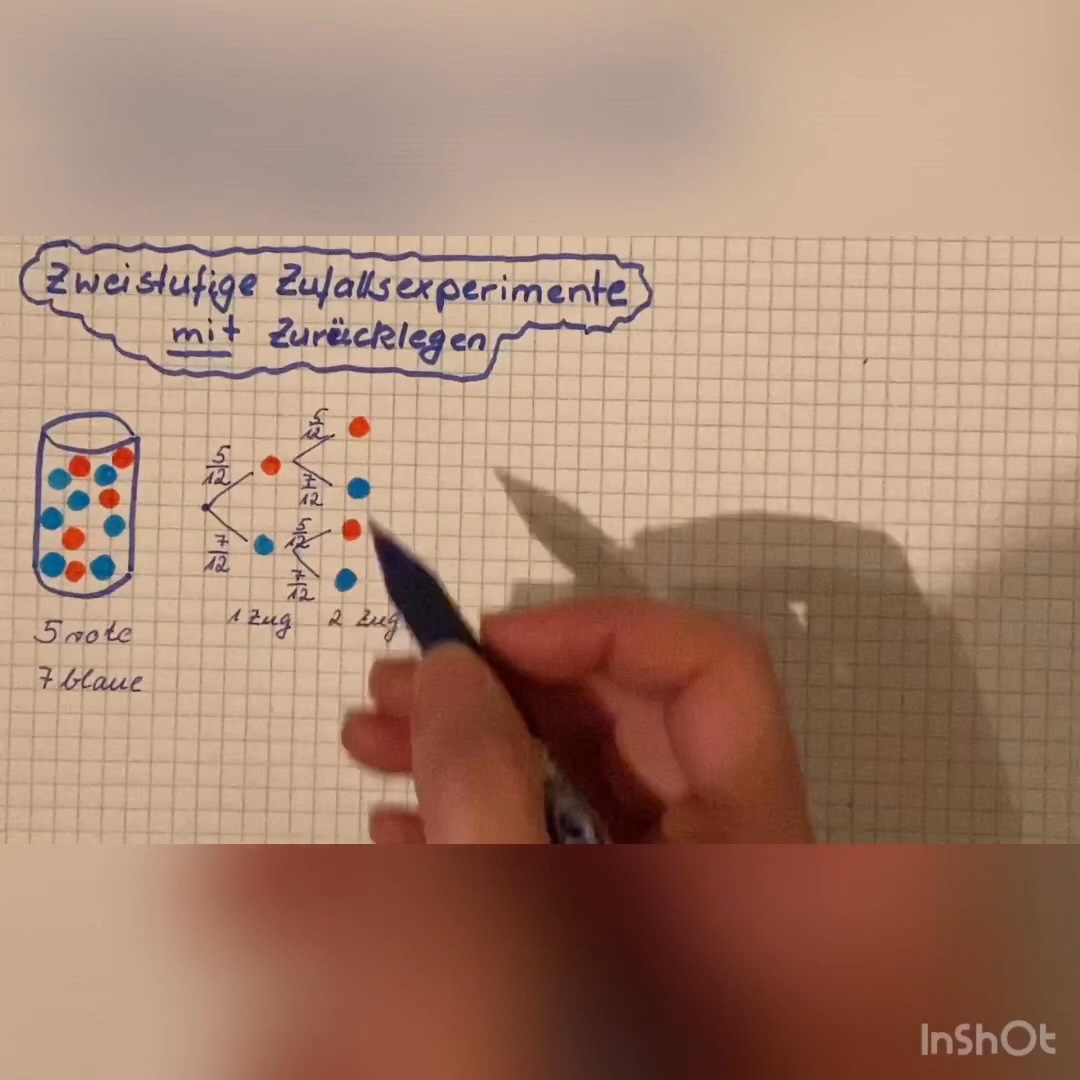 Zweistufige Zufallsexperimente
mit Zurücklegen
5/12
5/12
7/12
7/12
5/12
7/12
1 Zug 2 Zug
5 rote
7 blaue
InShOt